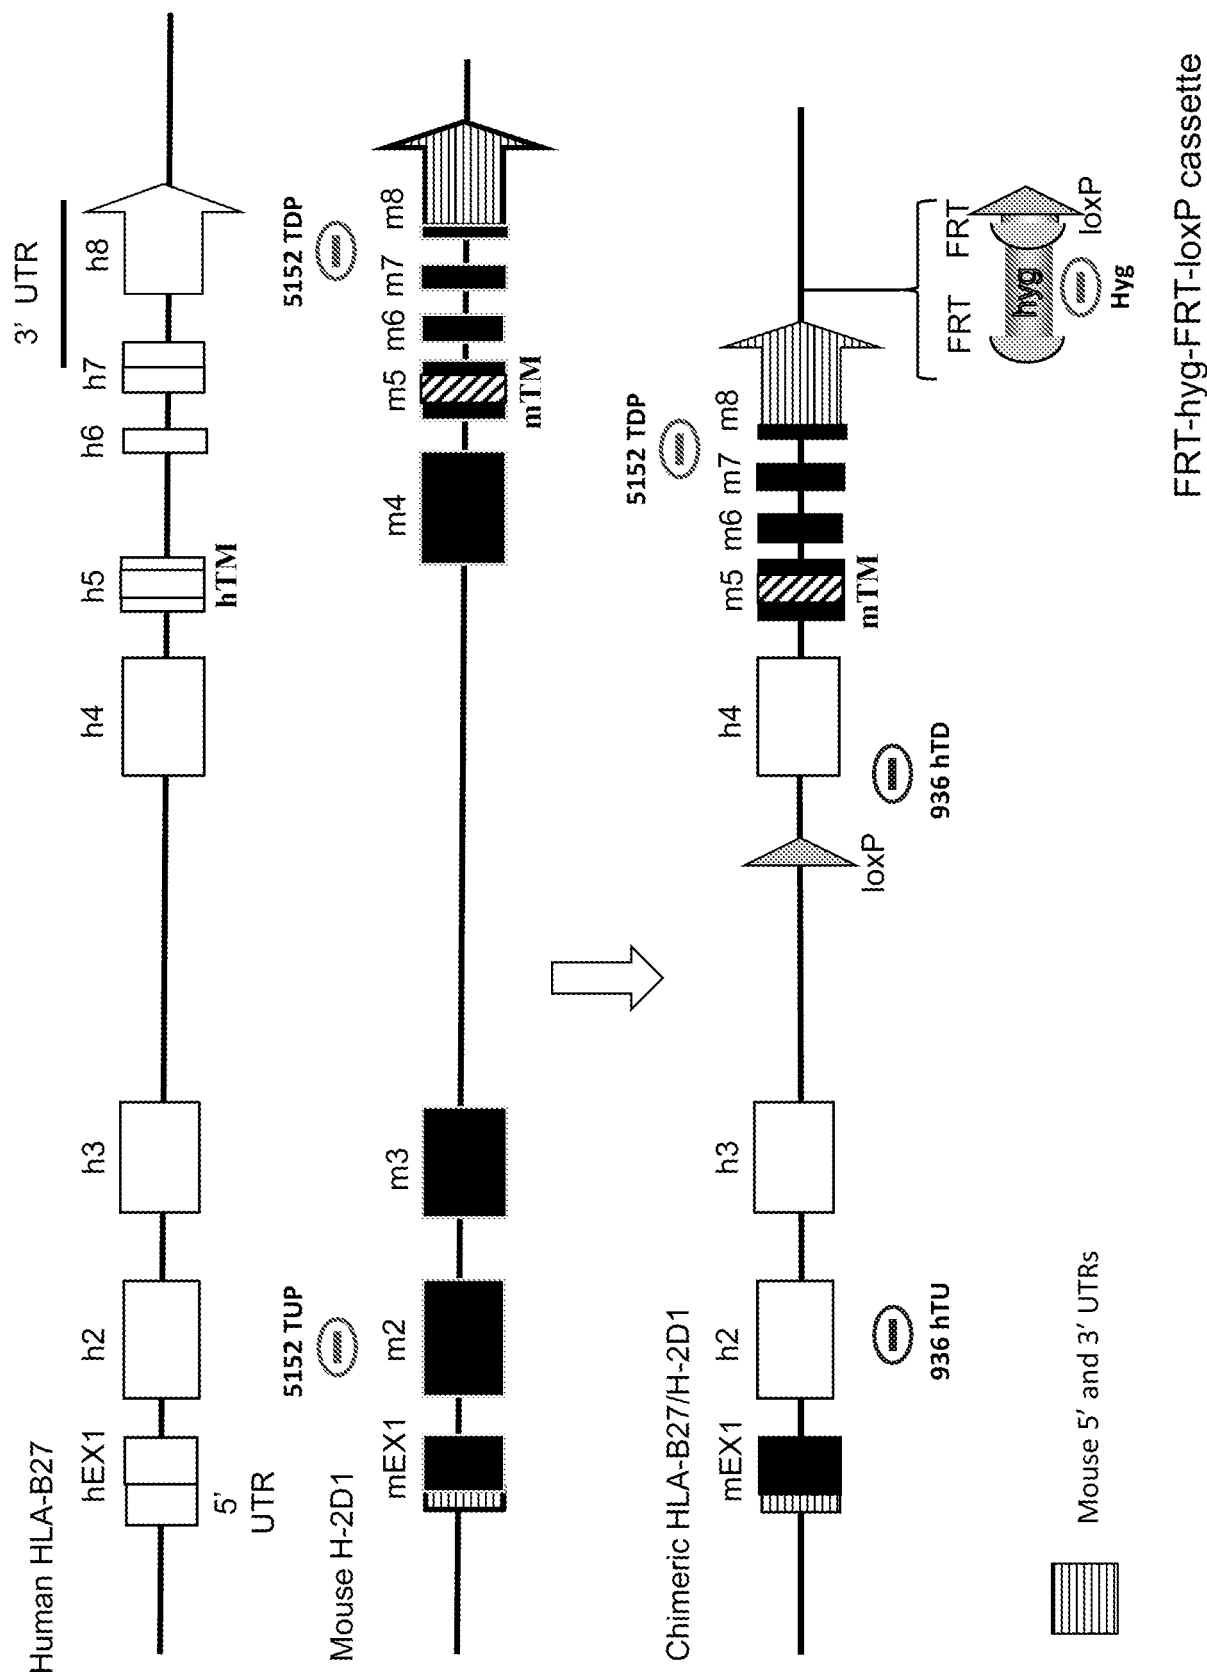 Human HLA-B27
3' UTR
hEX1 h2 h3 h4 h5 h6 h7 h8
5'
UTR
hTM
5152 TUP
5152 TDP
Mouse H-2D1
mEX1 m2 m3 m4 m5 m6 m7 m8
mTM
5152 TDP
Chimeric HLA-B27/H-2D1
mEX1 h2 h3 h4 m5 m6 m7 m8
loxP
mTM
936 hTU
936 hTD
FRT FRT
hyg
loxP
Hyg
Mouse 5' and 3' UTRs
FRT-hyg-FRT-loxP cassette